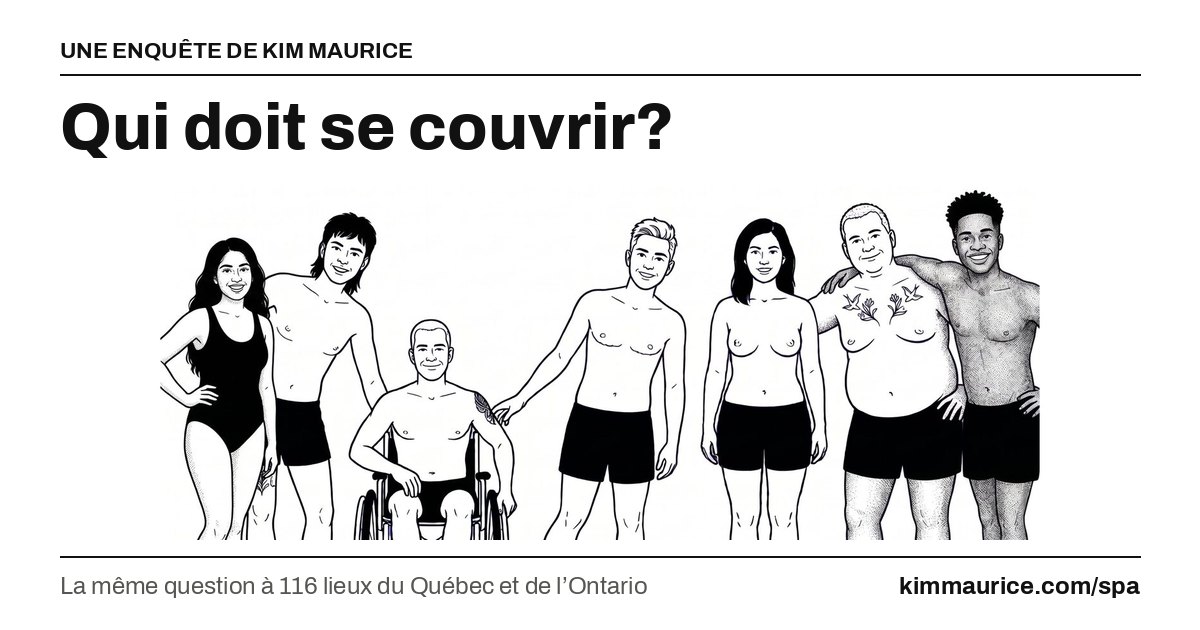 UNE ENQUÊTE DE KIM MAURICE
Qui doit se couvrir?
La même question à 116 lieux du Québec et de l’Ontario
kimmaurice.com/spa